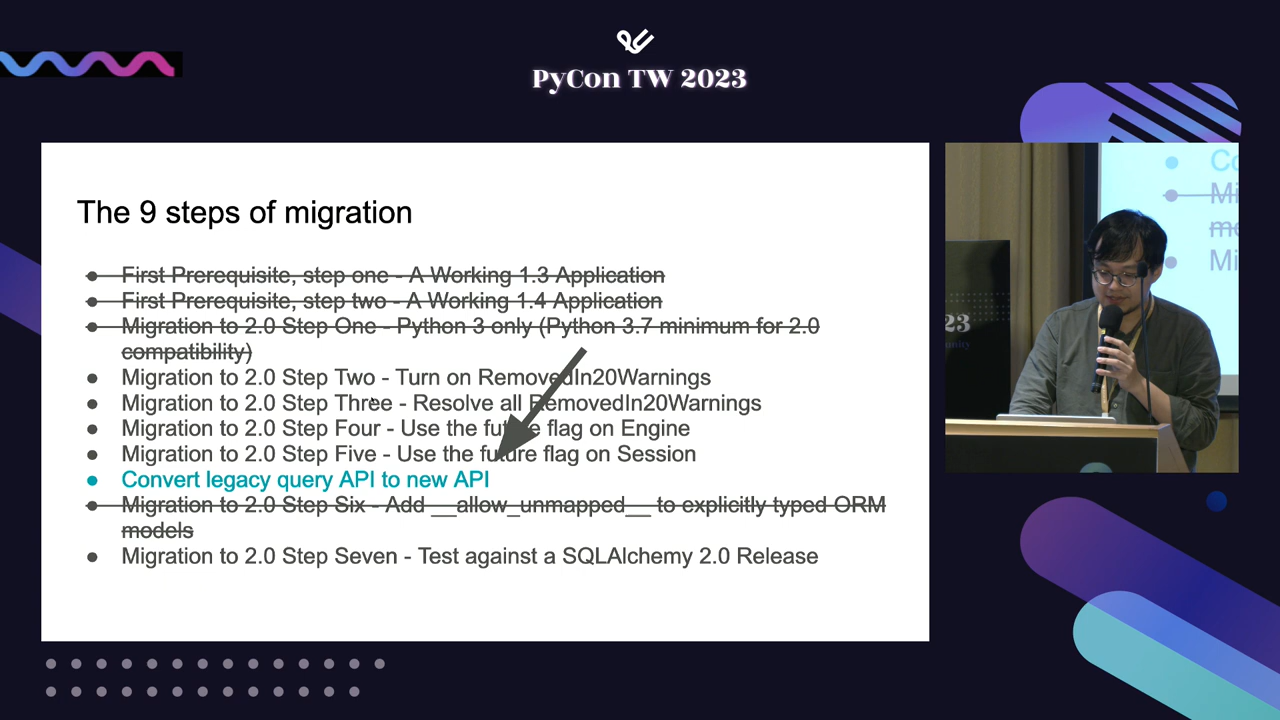 PyCon TW 2023
The 9 steps of migration
● First Prerequisite, step one - A Working 1.3 Application
● First Prerequisite, step two - A Working 1.4 Application
● Migration to 2.0 Step One - Python 3 only (Python 3.7 minimum for 2.0
compatibility)
● Migration to 2.0 Step Two - Turn on RemovedIn20Warnings
● Migration to 2.0 Step Three - Resolve all RemovedIn20Warnings
● Migration to 2.0 Step Four - Use the future flag on Engine
● Migration to 2.0 Step Five - Use the future flag on Session
● Convert legacy query API to new API
● Migration to 2.0 Step Six - Add __allow_unmapped__ to explicitly typed ORM
models
● Migration to 2.0 Step Seven - Test against a SQLAlchemy 2.0 Release
● Co
● Mi
me
● Mi
23